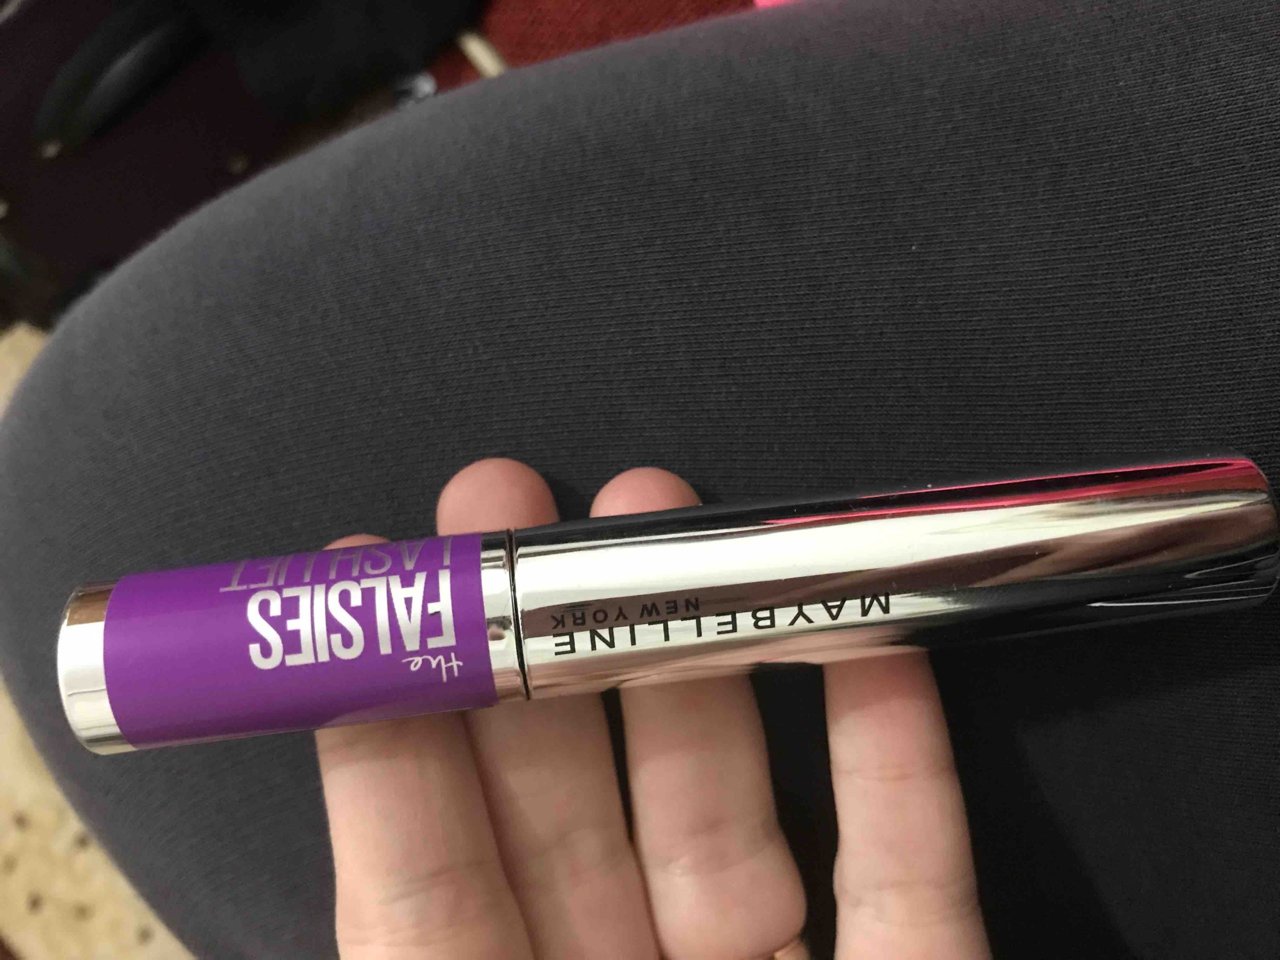 the
FALSIES
LASH LIFT
MAYBELLINE
NEW YORK